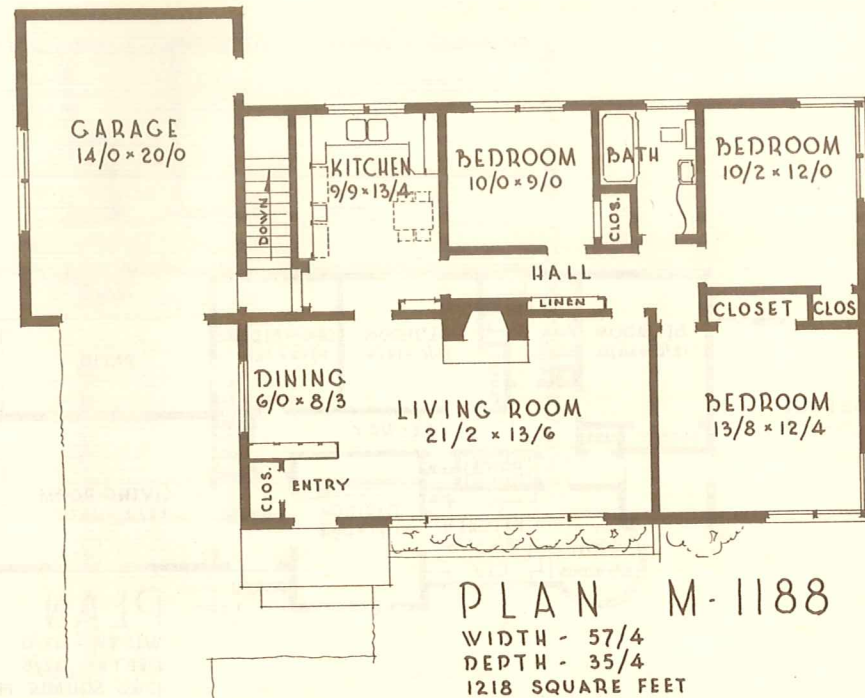 GARAGE
14/0 × 20/0
DOWN
KITCHEN
9/9 × 13/4
BEDROOM
10/0 × 9/0
BATH
CLOS.
BEDROOM
10/2 × 12/0
HALL
LINEN
CLOSET
CLOS
DINING
6/0 × 8/3
LIVING ROOM
21/2 × 13/6
BEDROOM
13/8 × 12/4
CLOS.
ENTRY
PLAN M-1188
WIDTH - 57/4
DEPTH - 35/4
1218 SQUARE FEET